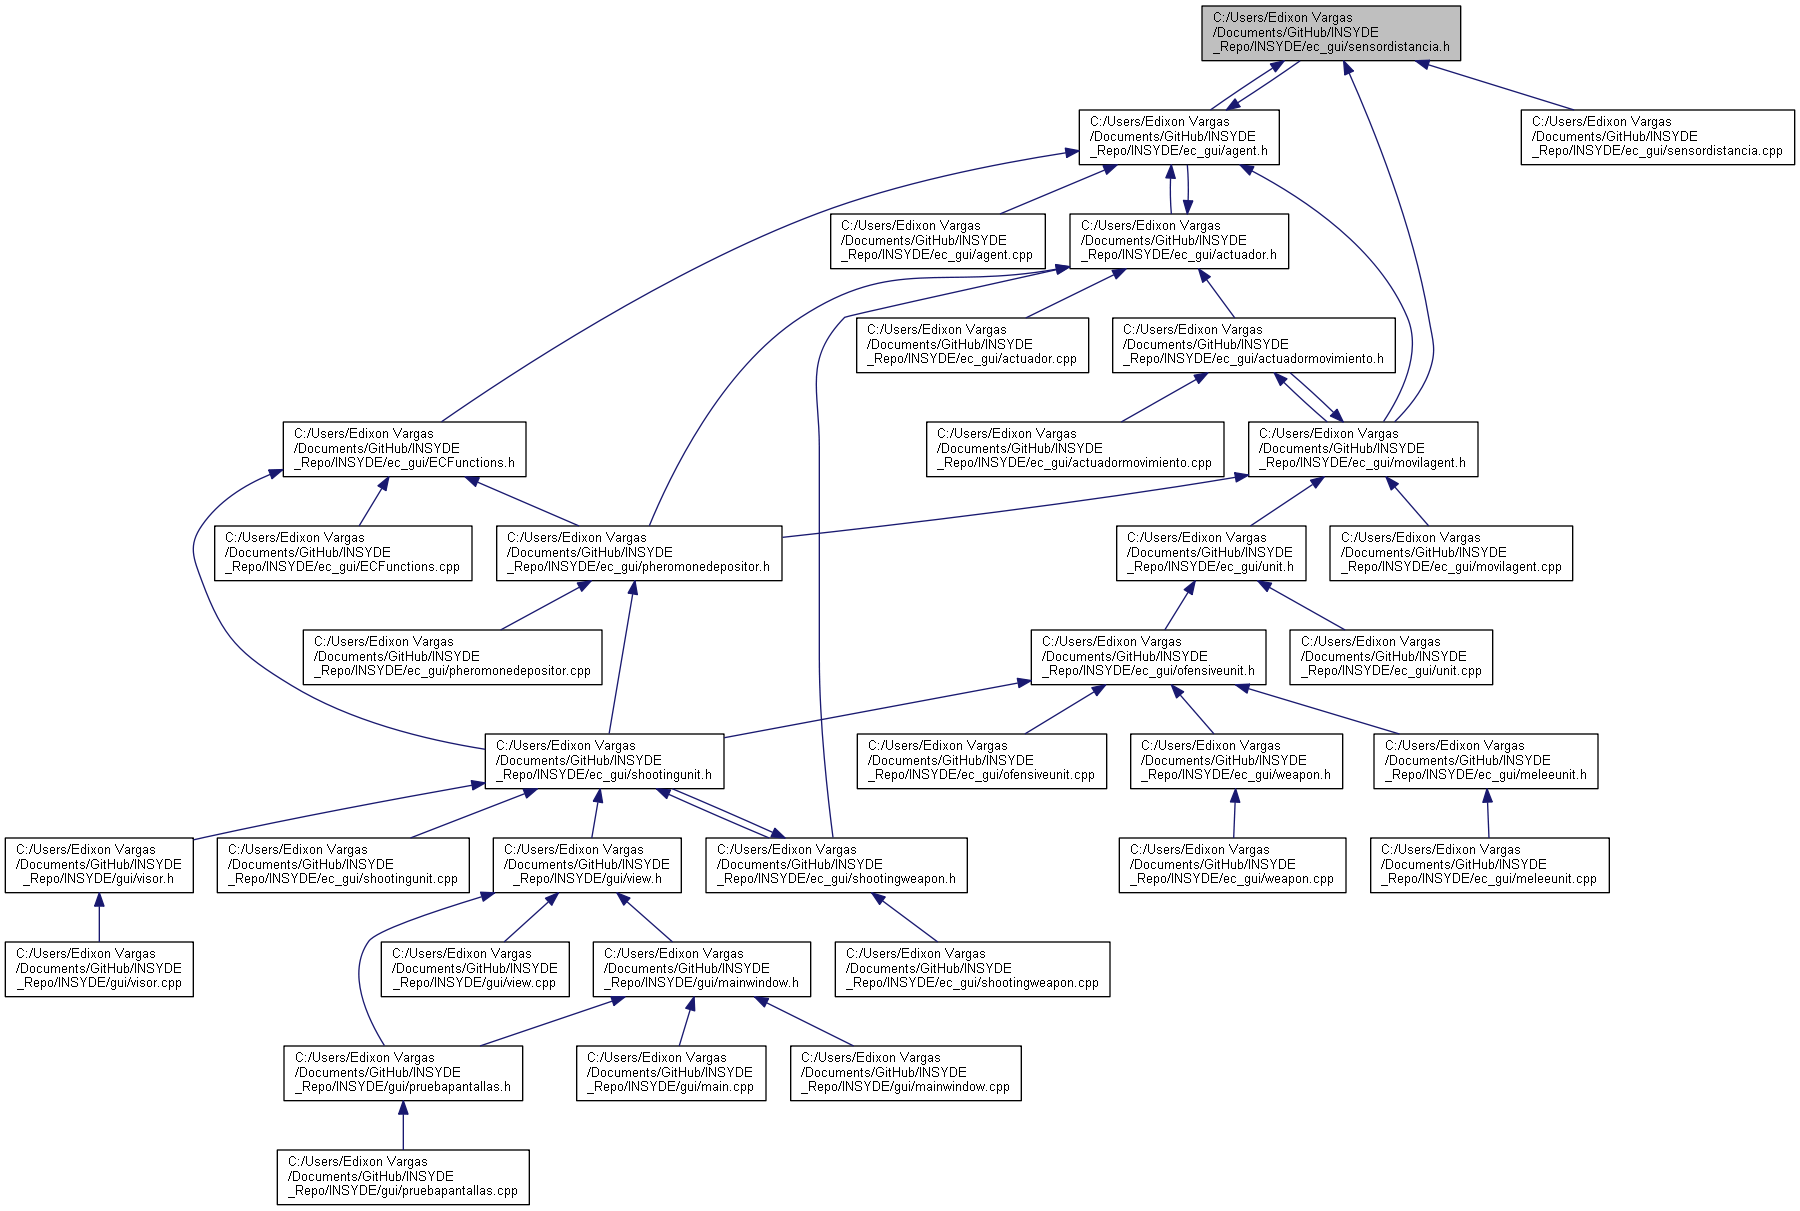 C:/Users/Edixon Vargas
/Documents/GitHub/INSYDE
_Repo/INSYDE/ec_gui/sensordistancia.h
C:/Users/Edixon Vargas
/Documents/GitHub/INSYDE
_Repo/INSYDE/ec_gui/agent.h
C:/Users/Edixon Vargas
/Documents/GitHub/INSYDE
_Repo/INSYDE/ec_gui/sensordistancia.cpp
C:/Users/Edixon Vargas
/Documents/GitHub/INSYDE
_Repo/INSYDE/ec_gui/agent.cpp
C:/Users/Edixon Vargas
/Documents/GitHub/INSYDE
_Repo/INSYDE/ec_gui/actuador.h
C:/Users/Edixon Vargas
/Documents/GitHub/INSYDE
_Repo/INSYDE/ec_gui/actuador.cpp
C:/Users/Edixon Vargas
/Documents/GitHub/INSYDE
_Repo/INSYDE/ec_gui/actuadormovimiento.h
C:/Users/Edixon Vargas
/Documents/GitHub/INSYDE
_Repo/INSYDE/ec_gui/ECFunctions.h
C:/Users/Edixon Vargas
/Documents/GitHub/INSYDE
_Repo/INSYDE/ec_gui/actuadormovimiento.cpp
C:/Users/Edixon Vargas
/Documents/GitHub/INSYDE
_Repo/INSYDE/ec_gui/movilagent.h
C:/Users/Edixon Vargas
/Documents/GitHub/INSYDE
_Repo/INSYDE/ec_gui/ECFunctions.cpp
C:/Users/Edixon Vargas
/Documents/GitHub/INSYDE
_Repo/INSYDE/ec_gui/pheromonedepositor.h
C:/Users/Edixon Vargas
/Documents/GitHub/INSYDE
_Repo/INSYDE/ec_gui/unit.h
C:/Users/Edixon Vargas
/Documents/GitHub/INSYDE
_Repo/INSYDE/ec_gui/movilagent.cpp
C:/Users/Edixon Vargas
/Documents/GitHub/INSYDE
_Repo/INSYDE/ec_gui/pheromonedepositor.cpp
C:/Users/Edixon Vargas
/Documents/GitHub/INSYDE
_Repo/INSYDE/ec_gui/ofensiveunit.h
C:/Users/Edixon Vargas
/Documents/GitHub/INSYDE
_Repo/INSYDE/ec_gui/unit.cpp
C:/Users/Edixon Vargas
/Documents/GitHub/INSYDE
_Repo/INSYDE/ec_gui/shootingunit.h
C:/Users/Edixon Vargas
/Documents/GitHub/INSYDE
_Repo/INSYDE/ec_gui/ofensiveunit.cpp
C:/Users/Edixon Vargas
/Documents/GitHub/INSYDE
_Repo/INSYDE/ec_gui/weapon.h
C:/Users/Edixon Vargas
/Documents/GitHub/INSYDE
_Repo/INSYDE/ec_gui/meleeunit.h
C:/Users/Edixon Vargas
/Documents/GitHub/INSYDE
_Repo/INSYDE/gui/visor.h
C:/Users/Edixon Vargas
/Documents/GitHub/INSYDE
_Repo/INSYDE/ec_gui/shootingunit.cpp
C:/Users/Edixon Vargas
/Documents/GitHub/INSYDE
_Repo/INSYDE/gui/view.h
C:/Users/Edixon Vargas
/Documents/GitHub/INSYDE
_Repo/INSYDE/ec_gui/shootingweapon.h
C:/Users/Edixon Vargas
/Documents/GitHub/INSYDE
_Repo/INSYDE/ec_gui/weapon.cpp
C:/Users/Edixon Vargas
/Documents/GitHub/INSYDE
_Repo/INSYDE/ec_gui/meleeunit.cpp
C:/Users/Edixon Vargas
/Documents/GitHub/INSYDE
_Repo/INSYDE/gui/visor.cpp
C:/Users/Edixon Vargas
/Documents/GitHub/INSYDE
_Repo/INSYDE/gui/view.cpp
C:/Users/Edixon Vargas
/Documents/GitHub/INSYDE
_Repo/INSYDE/gui/mainwindow.h
C:/Users/Edixon Vargas
/Documents/GitHub/INSYDE
_Repo/INSYDE/ec_gui/shootingweapon.cpp
C:/Users/Edixon Vargas
/Documents/GitHub/INSYDE
_Repo/INSYDE/gui/pruebapantallas.h
C:/Users/Edixon Vargas
/Documents/GitHub/INSYDE
_Repo/INSYDE/gui/main.cpp
C:/Users/Edixon Vargas
/Documents/GitHub/INSYDE
_Repo/INSYDE/gui/mainwindow.cpp
C:/Users/Edixon Vargas
/Documents/GitHub/INSYDE
_Repo/INSYDE/gui/pruebapantallas.cpp